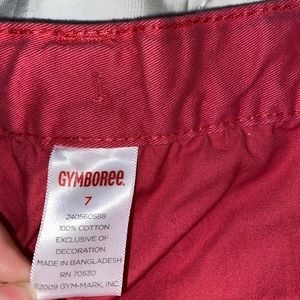 GYMBOREE.
7
240560588
100% COTTON
EXCLUSIVE OF
DECORATION
MADE IN BANGLADESH
RN 70530
©2009 GYM-MARK, INC.